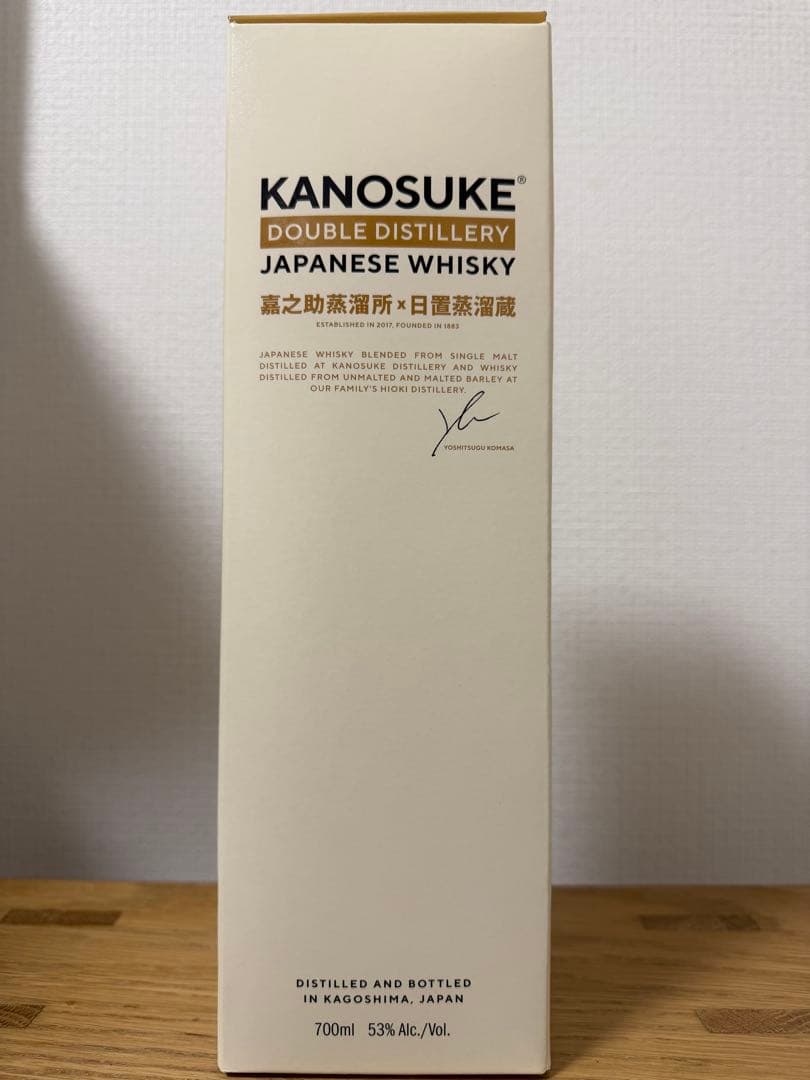 KANOSUKE®
DOUBLE DISTILLERY
JAPANESE WHISKY
嘉之助蒸溜所×日置蒸溜蔵
ESTABLISHED IN 2017, FOUNDED IN 1883
JAPANESE WHISKY BLENDED FROM SINGLE MALT
DISTILLED AT KANOSUKE DISTILLERY AND WHISKY
DISTILLED FROM UNMALTED AND MALTED BARLEY AT
OUR FAMILY'S HIOKI DISTILLERY.
YOSHITSUGU KOMASA
DISTILLED AND BOTTLED
IN KAGOSHIMA, JAPAN
700ml 53% Alc./Vol.